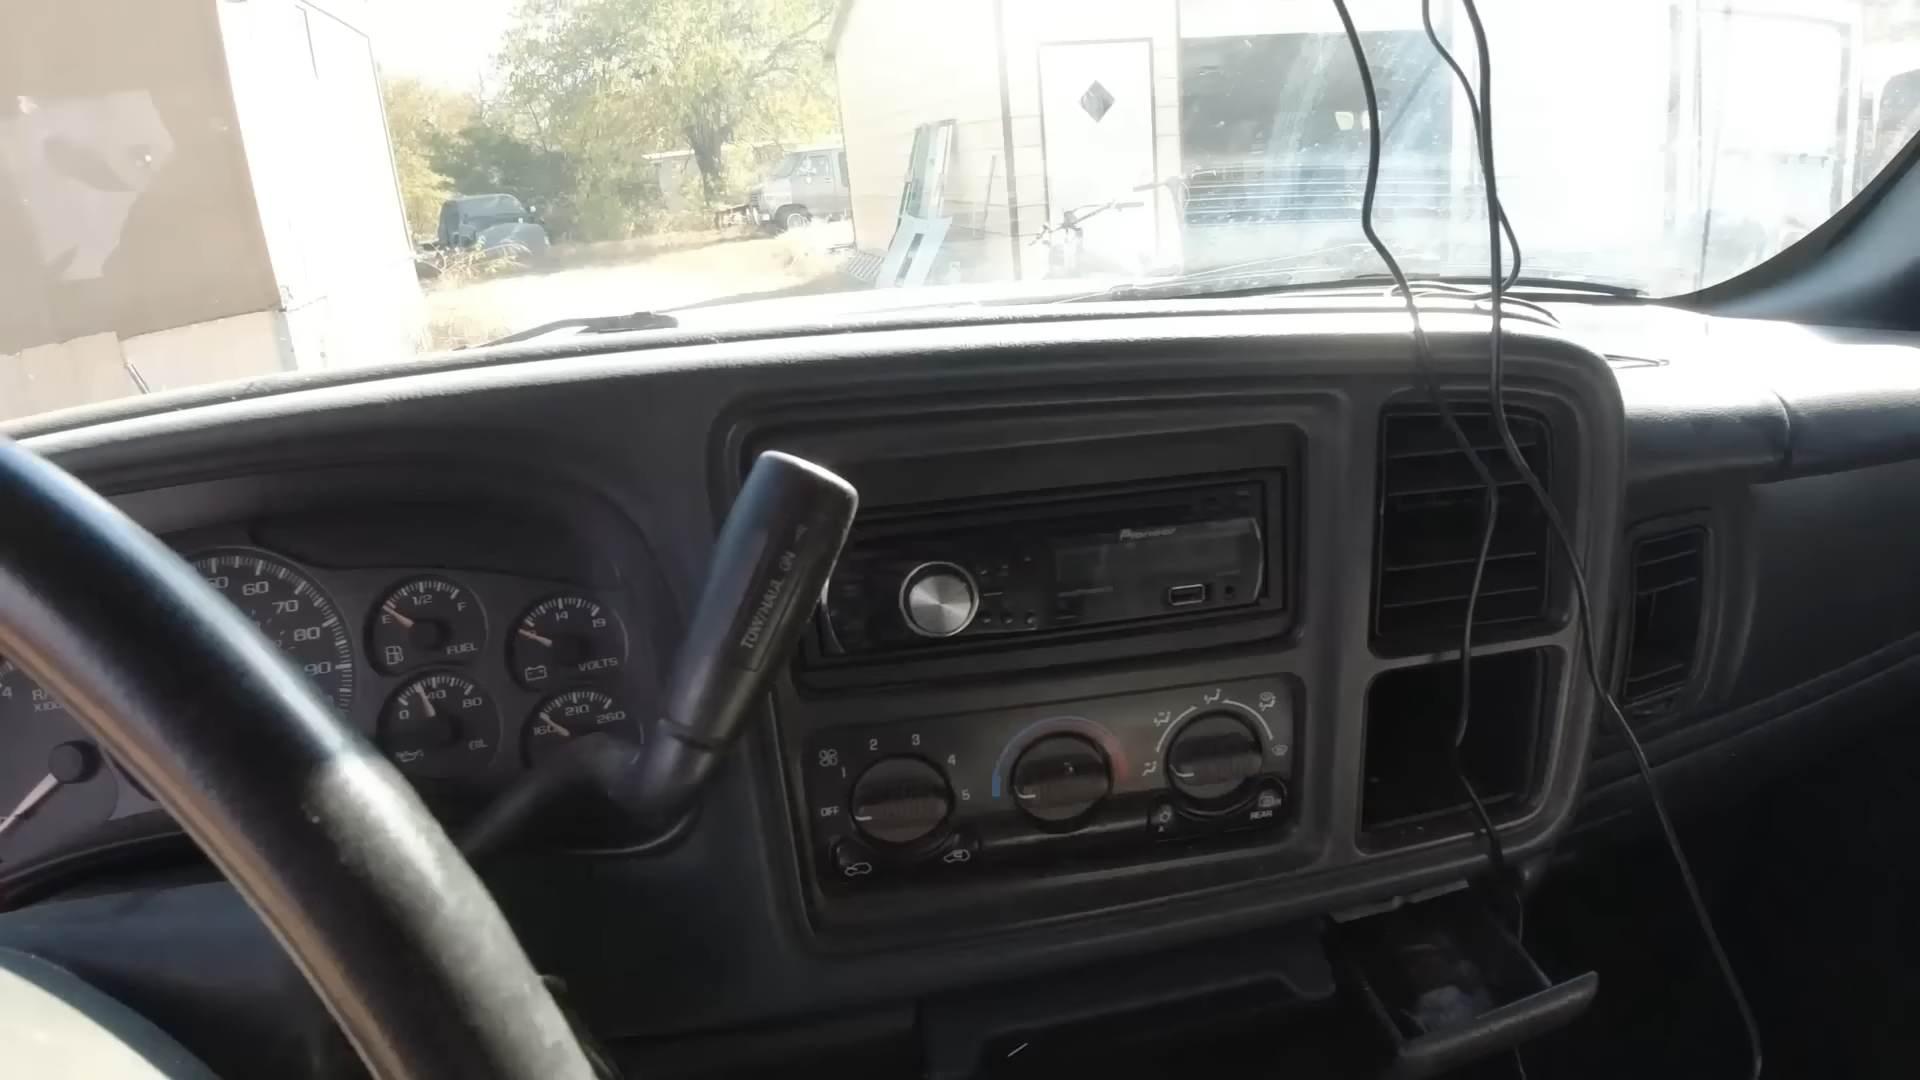 60
70
80
90
4
E 1/2 F
FUEL
14 19
VOLTS
0 40 80
OIL
160 210 260
TOW/HAUL ON
Pioneer
OFF 1 2 3 4 5
A
REAR